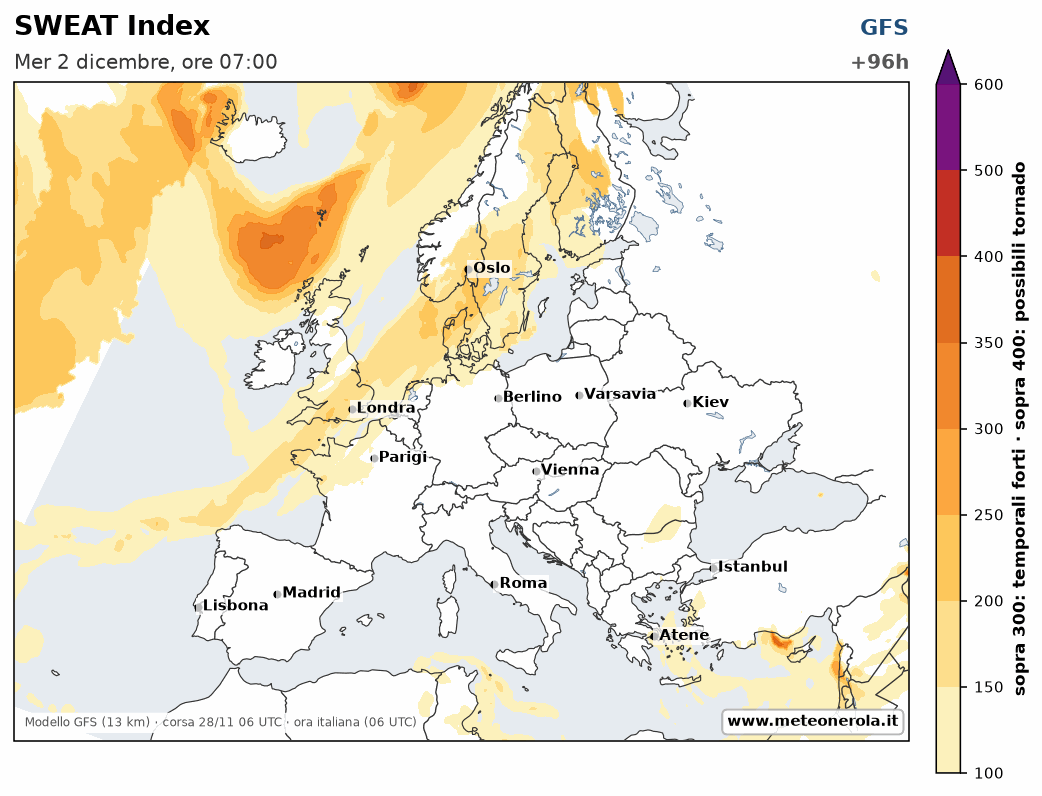 SWEAT Index
GFS
Mer 2 dicembre, ore 07:00
+96h
600
500
400
350
300
250
200
150
100
sopra 300: temporali forti · sopra 400: possibili tornado
Oslo
Berlino
Varsavia
Kiev
Londra
Parigi
Vienna
Istanbul
Roma
Madrid
Lisbona
Atene
Modello GFS (13 km) · corsa 28/11 06 UTC · ora italiana (06 UTC)
www.meteonerola.it